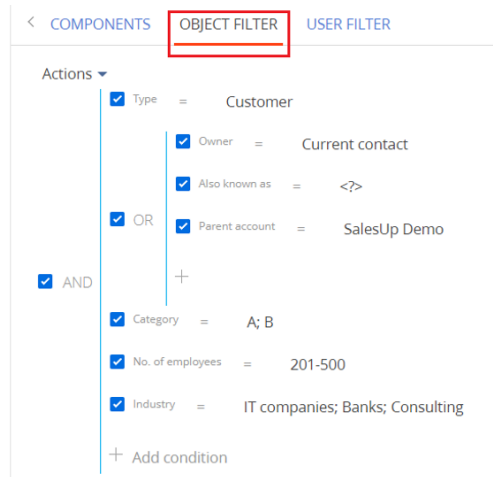 < COMPONENTS OBJECT FILTER USER FILTER
Actions
Type = Customer
Owner = Current contact
Also known as = <?>
OR
Parent account = SalesUp Demo
+
AND
Category = A; B
No. of employees = 201-500
Industry = IT companies; Banks; Consulting
+ Add condition